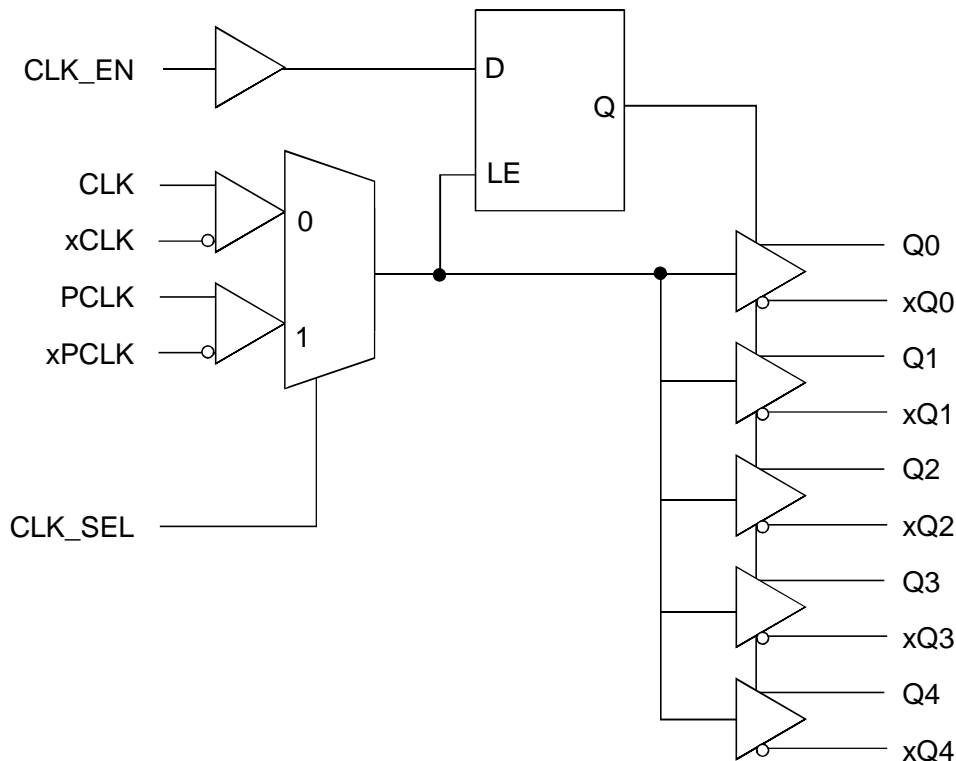 CLK_EN
D
Q
CLK
LE
0
xCLK
Q0
PCLK
xQ0
1
xPCLK
Q1
xQ1
Q2
CLK_SEL
xQ2
Q3
xQ3
Q4
xQ4